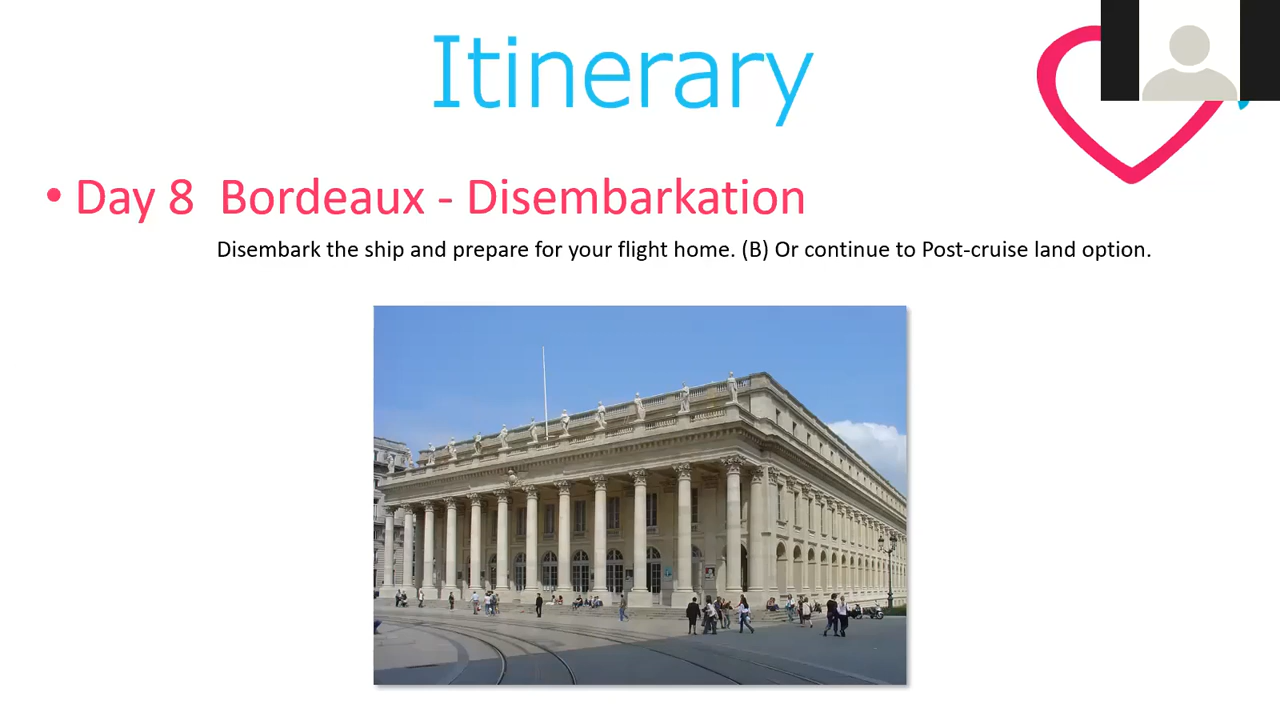 Itinerary
• Day 8 Bordeaux - Disembarkation
Disembark the ship and prepare for your flight home. (B) Or continue to Post-cruise land option.